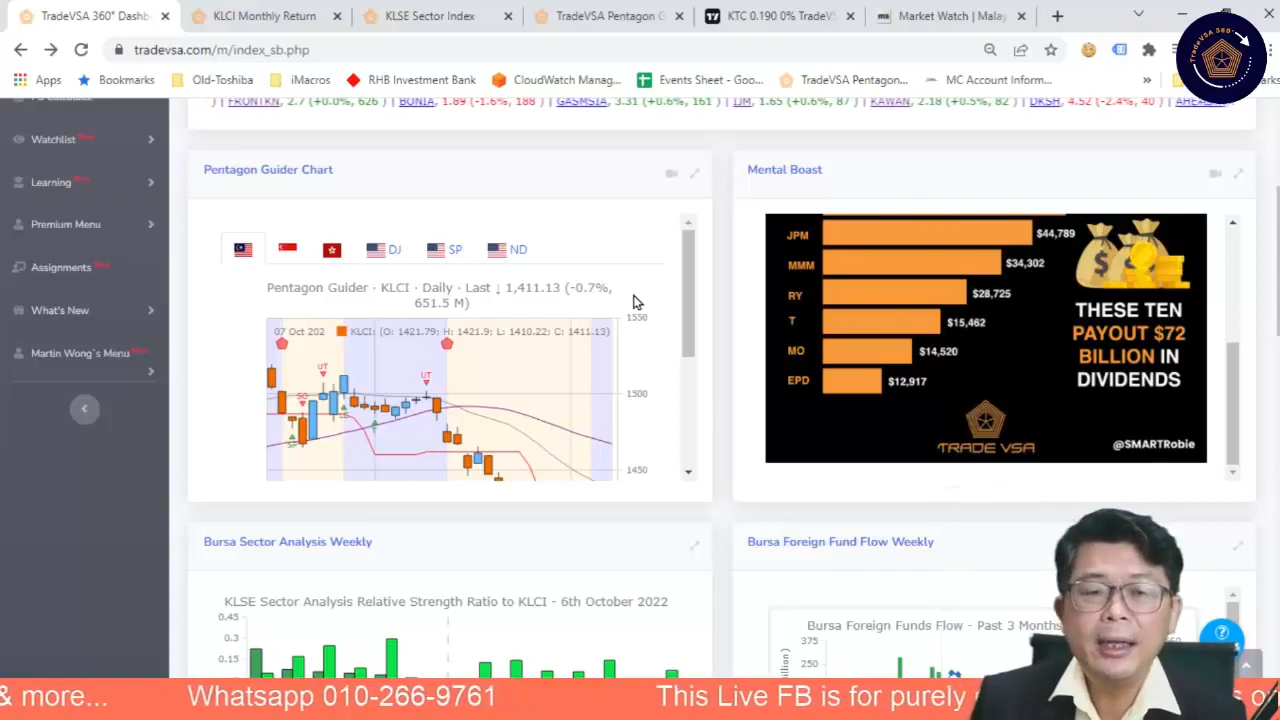 TradeVSA 360° Dashb
KLCI Monthly Return
KLSE Sector Index
TradeVSA Pentagon G
KTC 0.190 0% TradeV
Market Watch | Malay
tradevsa.com/m/index_sb.php
Apps
Bookmarks
Old-Toshiba
iMacros
RHB Investment Bank
CloudWatch Manag...
Events Sheet - Goo...
TradeVSA Pentagon...
MC Account Inform...
TradeVSA 360°
) | FRONTKN, 2.7 (+0.0%, 626 ) | BONIA, 1.89 (-1.6%, 188 ) | GASMSIA, 3.31 (+0.6%, 161 ) | IJM, 1.65 (+0.6%, 87 ) | KAWAN, 2.18 (+0.5%, 82 ) | DKSH, 4.52 (-2.4%, 40 ) |
Watchlist New
Learning New
Premium Menu
Assignments New
What's New
Martin Wong`s Menu New
Pentagon Guider Chart
DJ
SP
ND
Pentagon Guider · KLCI · Daily · Last ↓ 1,411.13 (-0.7%,
651.5 M)
07 Oct 202
KLCI: (O: 1421.79; H: 1421.9; L: 1410.22; C: 1411.13)
1550
1500
1450
UT
UT
SO
Mental Boast
JPM $44,789
MMM $34,302
RY $28,725
T $15,462
MO $14,520
EPD $12,917
THESE TEN
PAYOUT $72
BILLION IN
DIVIDENDS
TRADE VSA
@SMARTRobie
Bursa Sector Analysis Weekly
KLSE Sector Analysis Relative Strength Ratio to KLCI - 6th October 2022
0.45
0.3
0.15
Bursa Foreign Fund Flow Weekly
Bursa Foreign Funds Flow - Past 3 Months
375
250
& more...
Whatsapp 010-266-9761
This Live FB is for purely